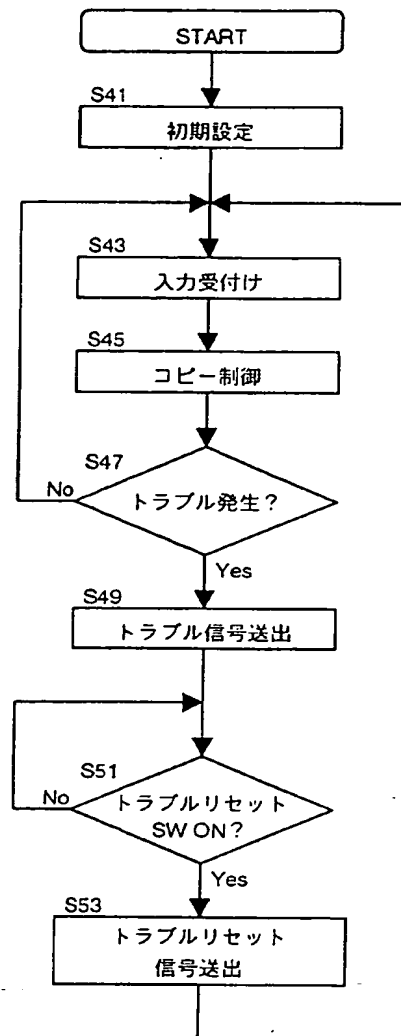 START
S41
初期設定
S43
入力受付け
S45
コピー制御
S47
トラブル発生？
No
Yes
S49
トラブル信号送出
S51
トラブルリセット
SW ON？
No
Yes
S53
トラブルリセット
信号送出